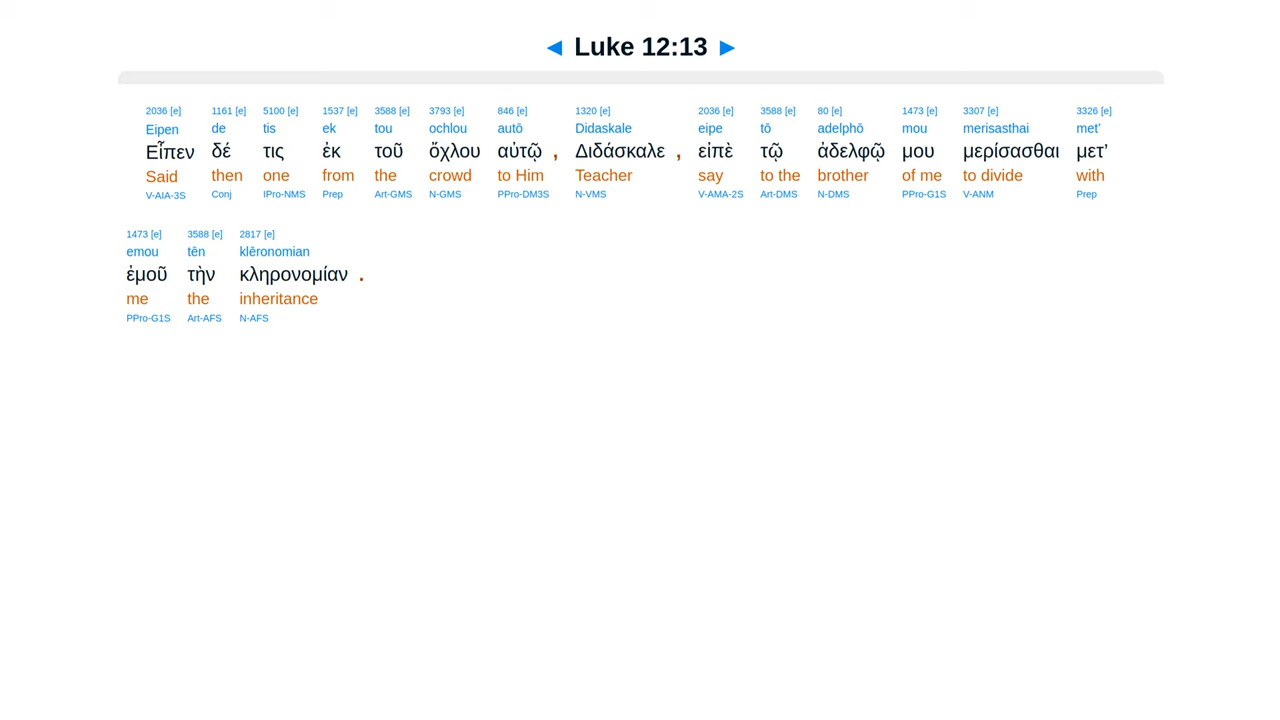 ◄ Luke 12:13 ►
2036 [e] 1161 [e] 5100 [e] 1537 [e] 3588 [e] 3793 [e] 846 [e] 1320 [e] 2036 [e] 3588 [e] 80 [e] 1473 [e] 3307 [e] 3326 [e]
Eipen de tis ek tou ochlou autō Didaskale eipe tō adelphō mou merisasthai met’
Εἶπεν δέ τις ἐκ τοῦ ὄχλου αὐτῷ , Διδάσκαλε , εἰπὲ τῷ ἀδελφῷ μου μερίσασθαι μετ’
Said then one from the crowd to Him Teacher say to the brother of me to divide with
V-AIA-3S Conj IPro-NMS Prep Art-GMS N-GMS PPro-DM3S N-VMS V-AMA-2S Art-DMS N-DMS PPro-G1S V-ANM Prep
1473 [e] 3588 [e] 2817 [e]
emou tēn klēronomian
ἐμοῦ τὴν κληρονομίαν .
me the inheritance
PPro-G1S Art-AFS N-AFS